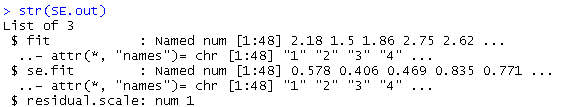 > str(SE.out)
List of 3
 $ fit           : Named num [1:48] 2.18 1.5 1.86 2.75 2.62 ...
  ..- attr(*, "names")= chr [1:48] "1" "2" "3" "4" ...
 $ se.fit        : Named num [1:48] 0.578 0.406 0.469 0.835 0.771 ...
  ..- attr(*, "names")= chr [1:48] "1" "2" "3" "4" ...
 $ residual.scale: num 1